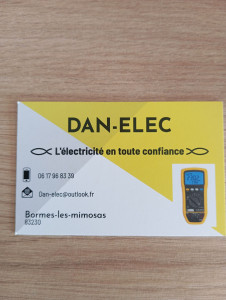 DAN-ELEC
L'électricité en toute confiance
06 17 96 83 39
Dan-elec@outlook.fr
Bormes-les-mimosas
83230